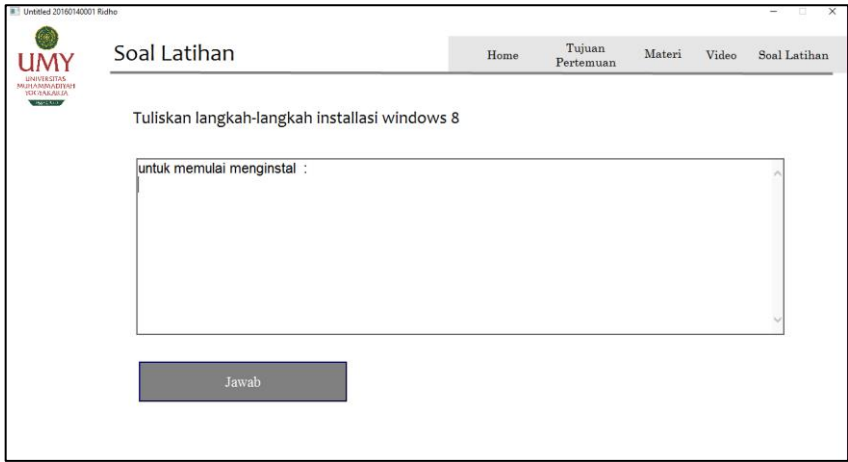 Untitled 20160140001 Ridho
UMY
UNIVERSITAS
MUHAMMADIYAH
YOGYAKARTA
Soal Latihan
Home
Tujuan
Pertemuan
Materi
Video
Soal Latihan
Tuliskan langkah-langkah installasi windows 8
untuk memulai menginstal :
Jawab